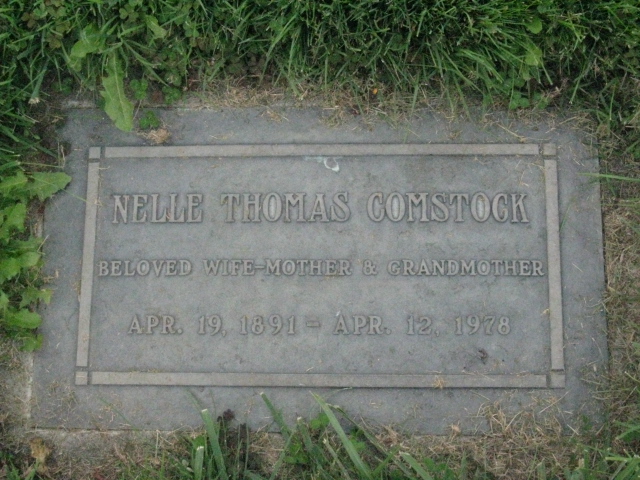 NELLE THOMAS COMSTOCK
BELOVED WIFE-MOTHER & GRANDMOTHER
APR. 19, 1891 - APR. 12, 1978